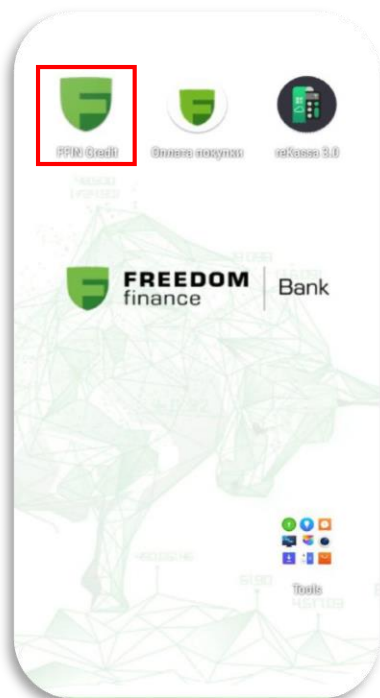 FFIN Credit
Оплата покупки
reKassa 3.0
FREEDOM
finance
Bank
Tools